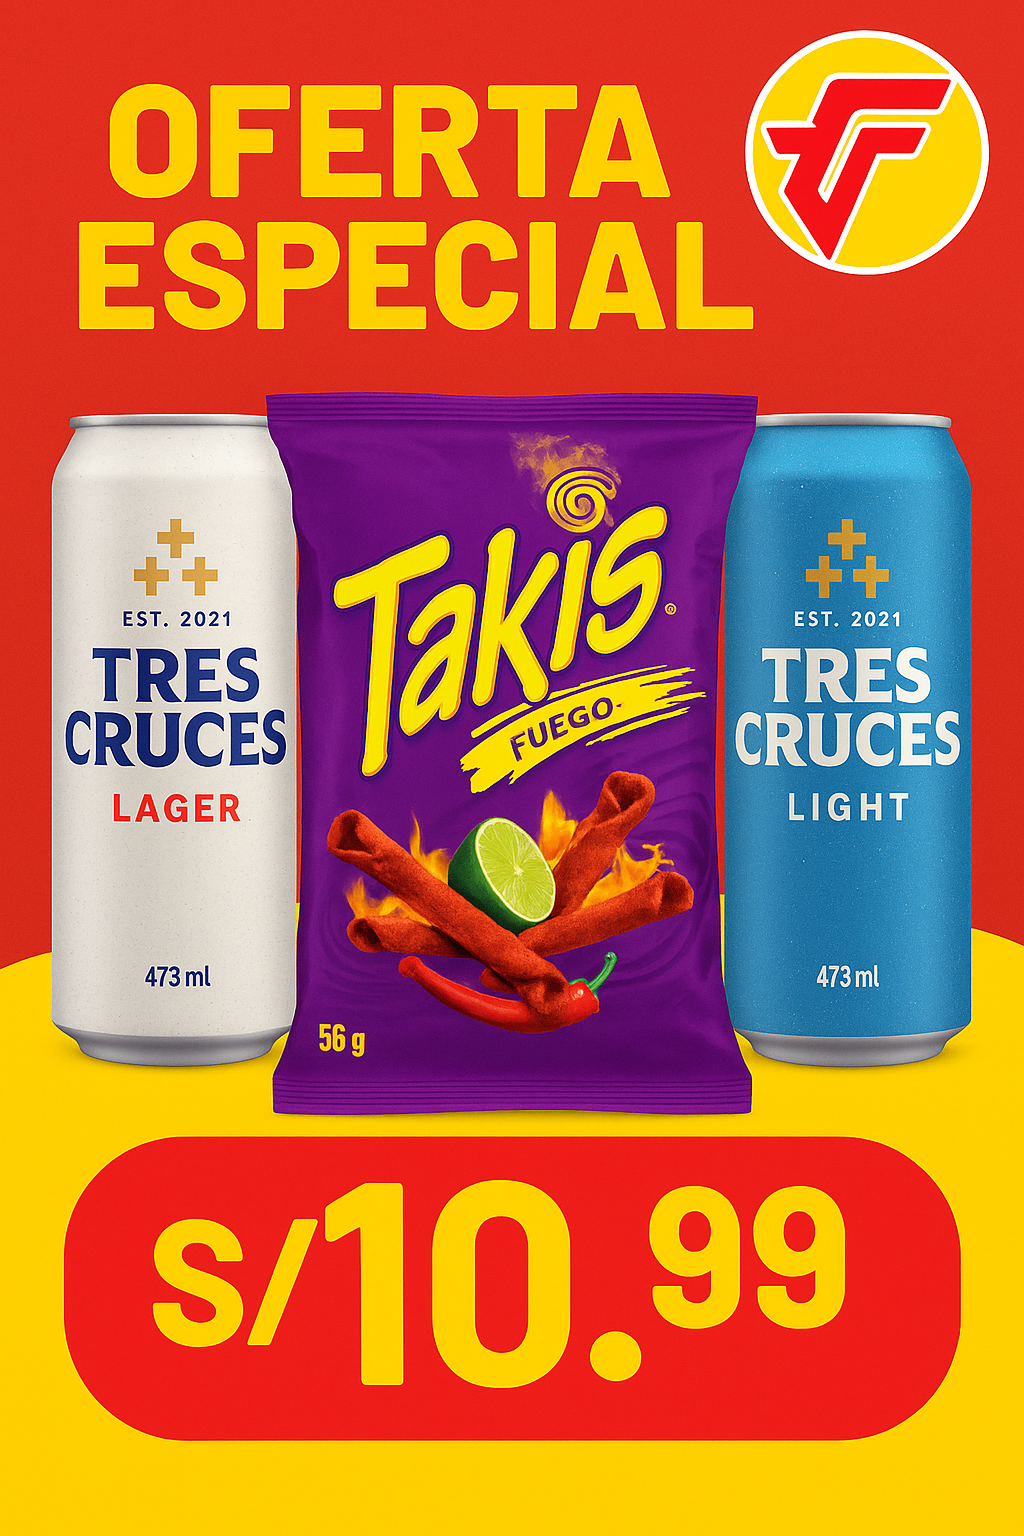 OFERTA
ESPECIAL
EST. 2021
TRES
CRUCES
LAGER
473 ml
Takis
®
FUEGO
56 g
EST. 2021
TRES
CRUCES
LIGHT
473 ml
S/10.99